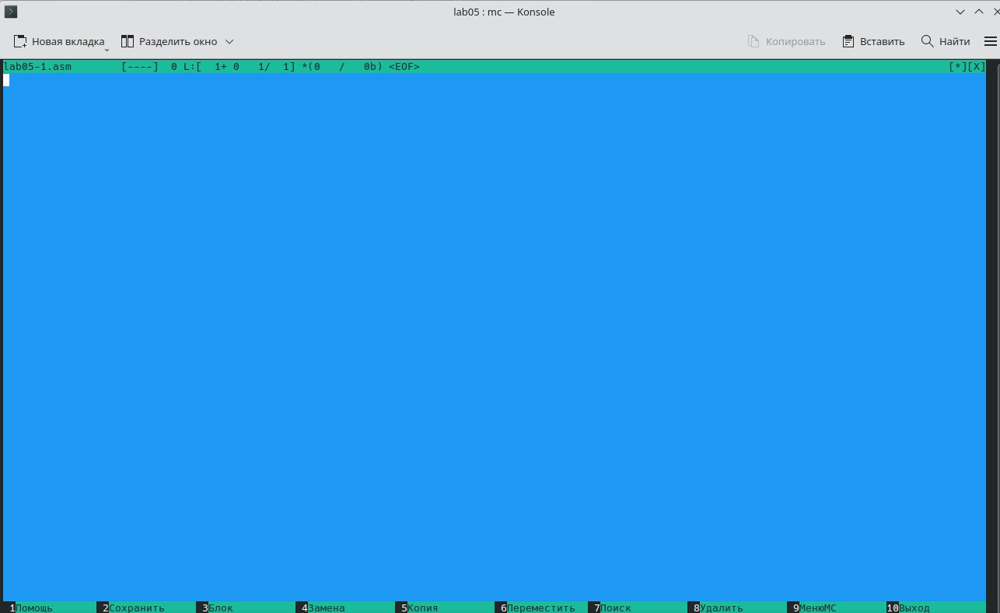 lab05 : mc — Konsole
Новая вкладка Разделить окно Копировать Вставить Найти
lab05-1.asm [----] 0 L:[ 1+ 0 1/ 1] *(0 / 0b) <EOF> [*][X]
1Помощь 2Сохранить 3Блок 4Замена 5Копия 6Переместить 7Поиск 8Удалить 9МенюMC 10Выход